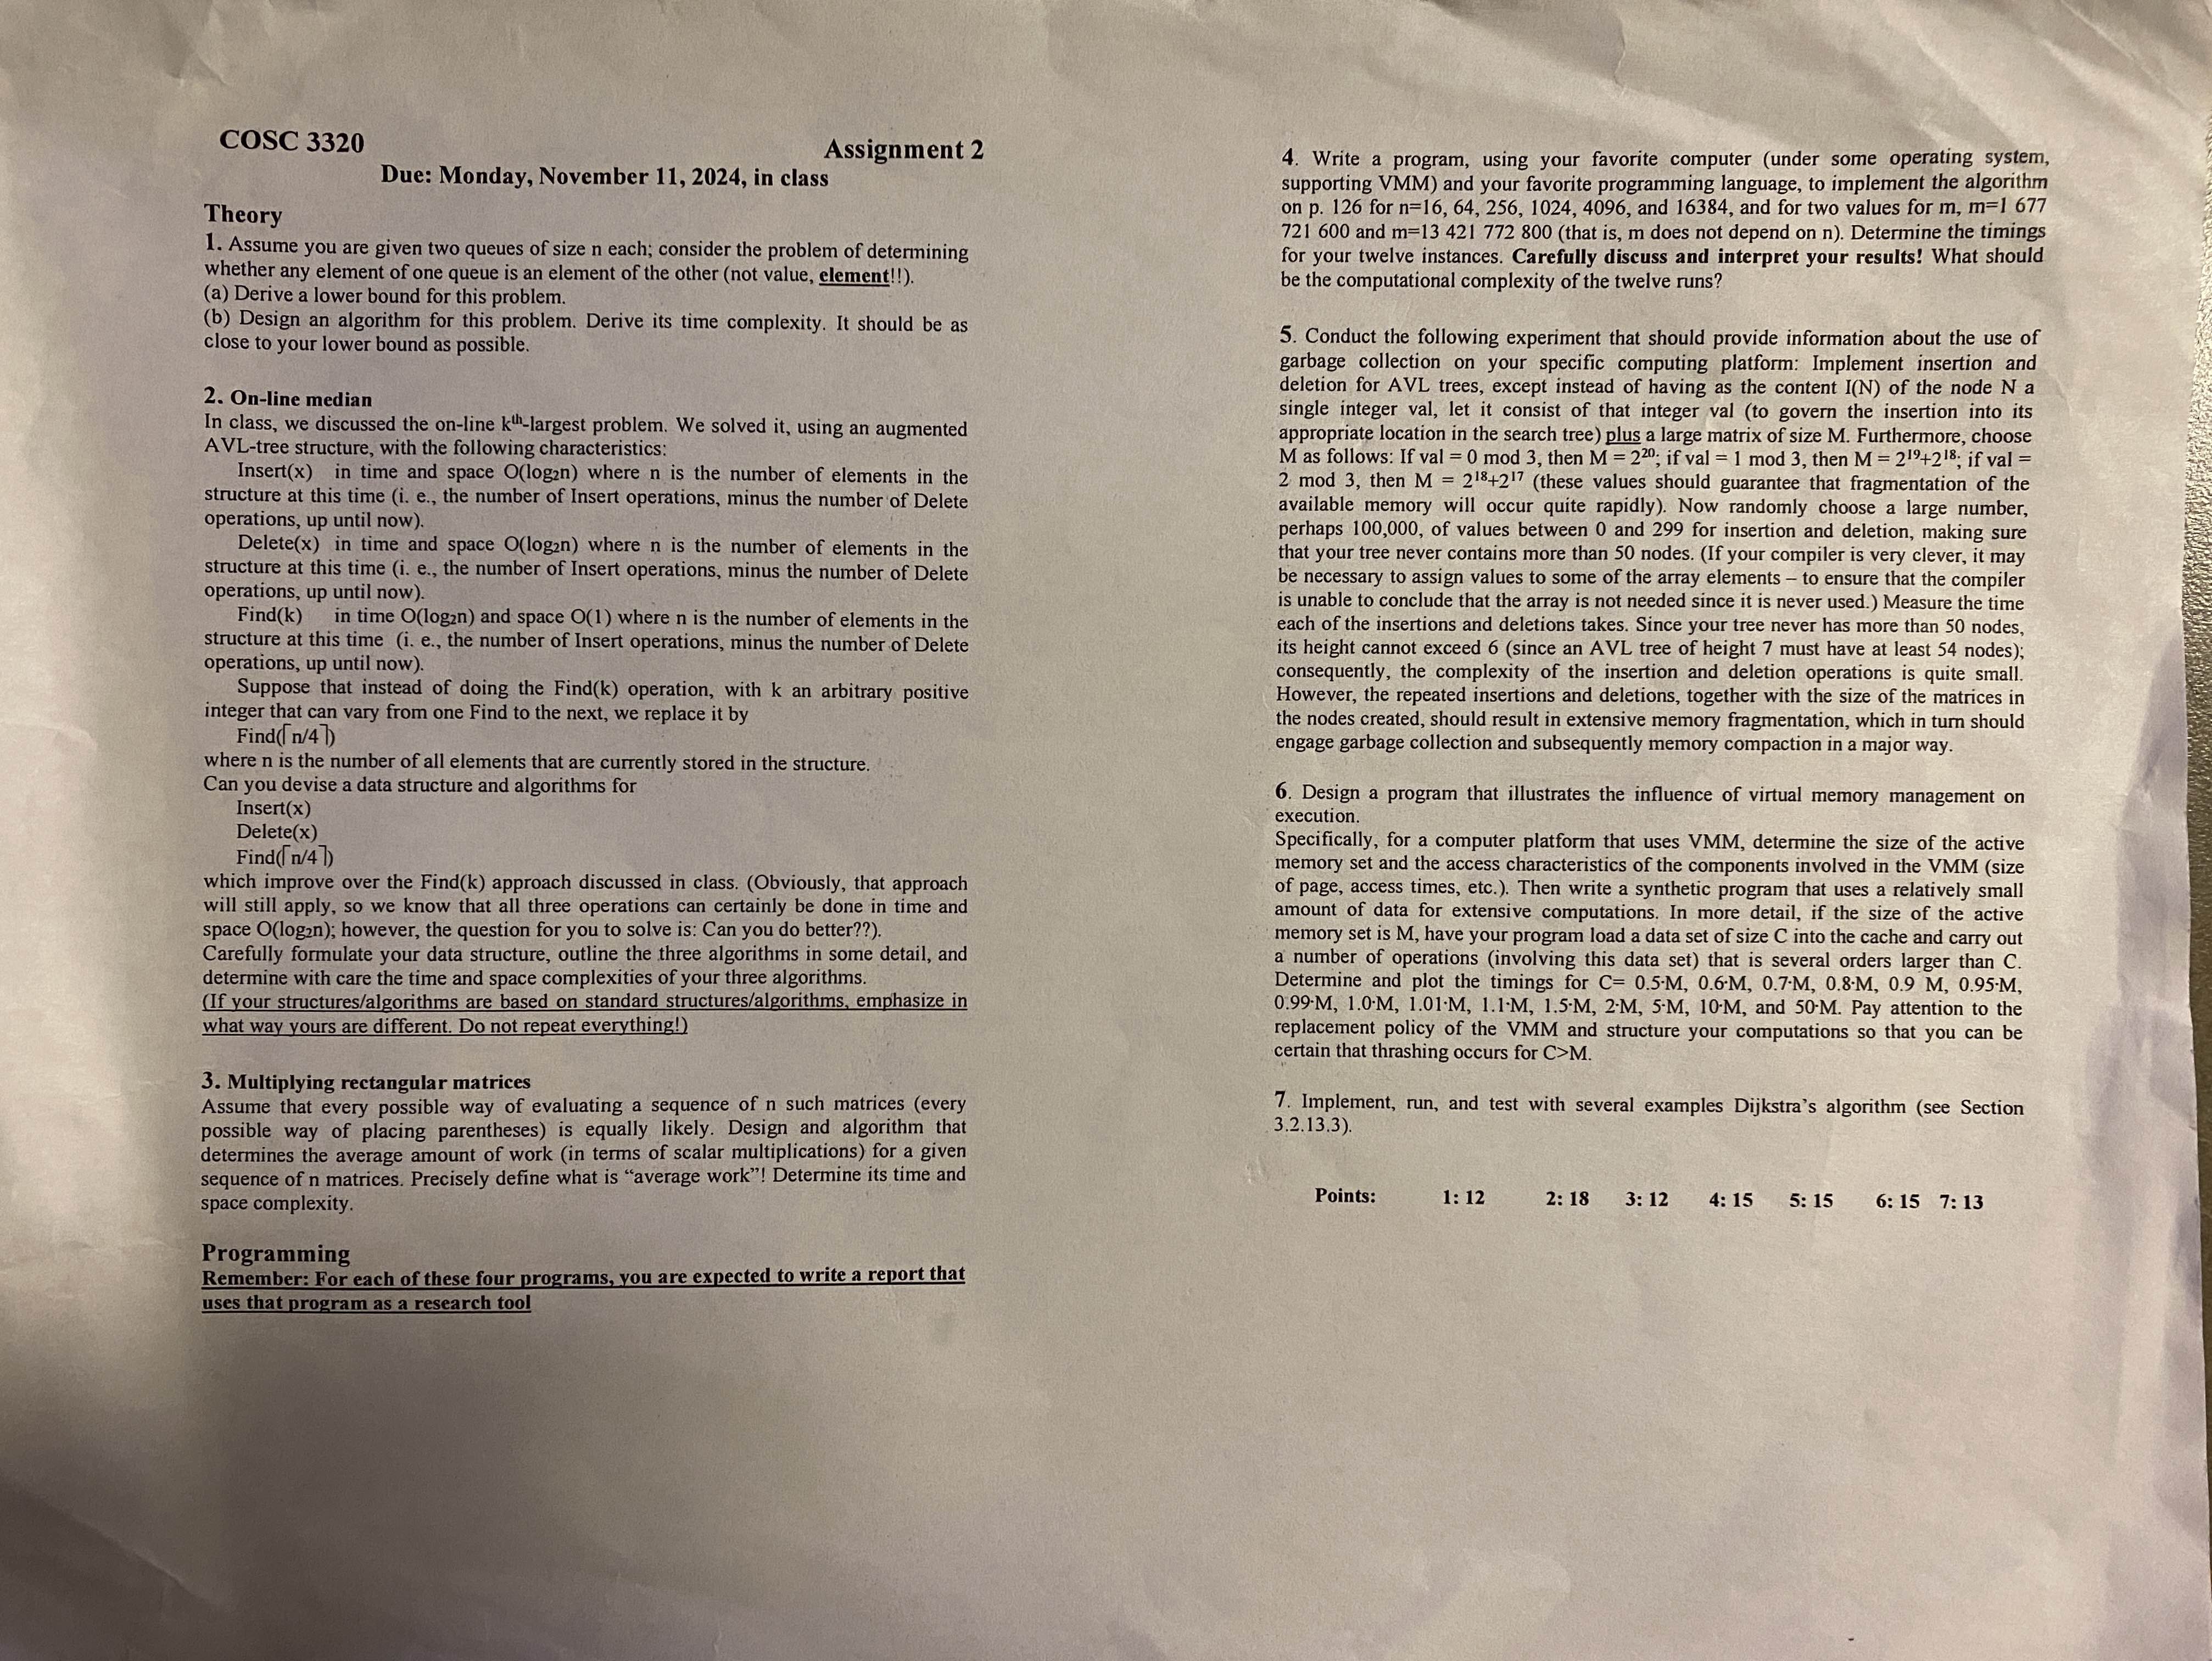 COSC 3320 Assignment 2
Due: Monday, November 11, 2024, in class
Theory
1. Assume you are given two queues of size n each; consider the problem of determining
whether any element of one queue is an element of the other (not value, element!!).
(a) Derive a lower bound for this problem.
(b) Design an algorithm for this problem. Derive its time complexity. It should be as
close to your lower bound as possible.
2. On-line median
In class, we discussed the on-line kᵗʰ-largest problem. We solved it, using an augmented
AVL-tree structure, with the following characteristics:
Insert(x) in time and space O(log₂n) where n is the number of elements in the
structure at this time (i. e., the number of Insert operations, minus the number of Delete
operations, up until now).
Delete(x) in time and space O(log₂n) where n is the number of elements in the
structure at this time (i. e., the number of Insert operations, minus the number of Delete
operations, up until now).
Find(k) in time O(log₂n) and space O(1) where n is the number of elements in the
structure at this time (i. e., the number of Insert operations, minus the number of Delete
operations, up until now).
Suppose that instead of doing the Find(k) operation, with k an arbitrary positive
integer that can vary from one Find to the next, we replace it by
Find(⌈n/4⌉)
where n is the number of all elements that are currently stored in the structure.
Can you devise a data structure and algorithms for
Insert(x)
Delete(x)
Find(⌈n/4⌉)
which improve over the Find(k) approach discussed in class. (Obviously, that approach
will still apply, so we know that all three operations can certainly be done in time and
space O(log₂n); however, the question for you to solve is: Can you do better??).
Carefully formulate your data structure, outline the three algorithms in some detail, and
determine with care the time and space complexities of your three algorithms.
(If your structures/algorithms are based on standard structures/algorithms, emphasize in
what way yours are different. Do not repeat everything!)
3. Multiplying rectangular matrices
Assume that every possible way of evaluating a sequence of n such matrices (every
possible way of placing parentheses) is equally likely. Design and algorithm that
determines the average amount of work (in terms of scalar multiplications) for a given
sequence of n matrices. Precisely define what is “average work”! Determine its time and
space complexity.
Programming
Remember: For each of these four programs, you are expected to write a report that
uses that program as a research tool
4. Write a program, using your favorite computer (under some operating system,
supporting VMM) and your favorite programming language, to implement the algorithm
on p. 126 for n=16, 64, 256, 1024, 4096, and 16384, and for two values for m, m=1 677
721 600 and m=13 421 772 800 (that is, m does not depend on n). Determine the timings
for your twelve instances. Carefully discuss and interpret your results! What should
be the computational complexity of the twelve runs?
5. Conduct the following experiment that should provide information about the use of
garbage collection on your specific computing platform: Implement insertion and
deletion for AVL trees, except instead of having as the content I(N) of the node N a
single integer val, let it consist of that integer val (to govern the insertion into its
appropriate location in the search tree) plus a large matrix of size M. Furthermore, choose
M as follows: If val = 0 mod 3, then M = 2²⁰; if val = 1 mod 3, then M = 2¹⁹+2¹⁸; if val =
2 mod 3, then M = 2¹⁸+2¹⁷ (these values should guarantee that fragmentation of the
available memory will occur quite rapidly). Now randomly choose a large number,
perhaps 100,000, of values between 0 and 299 for insertion and deletion, making sure
that your tree never contains more than 50 nodes. (If your compiler is very clever, it may
be necessary to assign values to some of the array elements – to ensure that the compiler
is unable to conclude that the array is not needed since it is never used.) Measure the time
each of the insertions and deletions takes. Since your tree never has more than 50 nodes,
its height cannot exceed 6 (since an AVL tree of height 7 must have at least 54 nodes);
consequently, the complexity of the insertion and deletion operations is quite small.
However, the repeated insertions and deletions, together with the size of the matrices in
the nodes created, should result in extensive memory fragmentation, which in turn should
engage garbage collection and subsequently memory compaction in a major way.
6. Design a program that illustrates the influence of virtual memory management on
execution.
Specifically, for a computer platform that uses VMM, determine the size of the active
memory set and the access characteristics of the components involved in the VMM (size
of page, access times, etc.). Then write a synthetic program that uses a relatively small
amount of data for extensive computations. In more detail, if the size of the active
memory set is M, have your program load a data set of size C into the cache and carry out
a number of operations (involving this data set) that is several orders larger than C.
Determine and plot the timings for C= 0.5·M, 0.6·M, 0.7·M, 0.8·M, 0.9 M, 0.95·M,
0.99·M, 1.0·M, 1.01·M, 1.1·M, 1.5·M, 2·M, 5·M, 10·M, and 50·M. Pay attention to the
replacement policy of the VMM and structure your computations so that you can be
certain that thrashing occurs for C>M.
7. Implement, run, and test with several examples Dijkstra’s algorithm (see Section
3.2.13.3).
Points: 1: 12 2: 18 3: 12 4: 15 5: 15 6: 15 7: 13